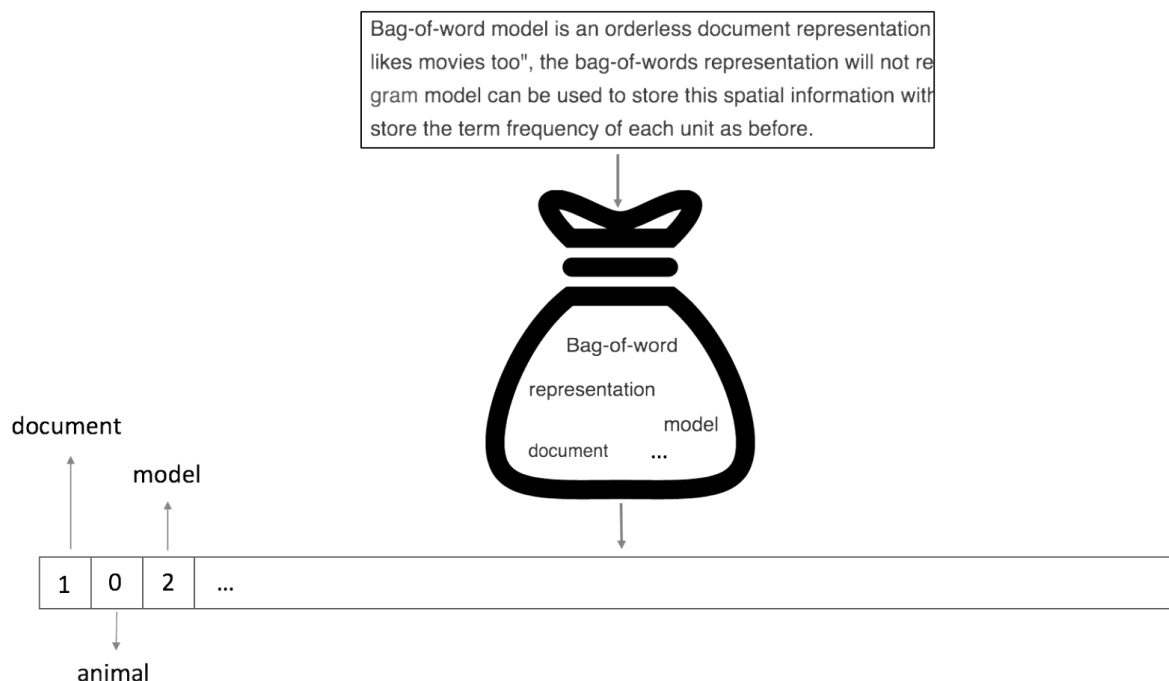 Bag-of-word model is an orderless document representation
likes movies too", the bag-of-words representation will not re
gram model can be used to store this spatial information with
store the term frequency of each unit as before.
Bag-of-word
representation
model
document ...
document
model
1 0 2 ...
animal